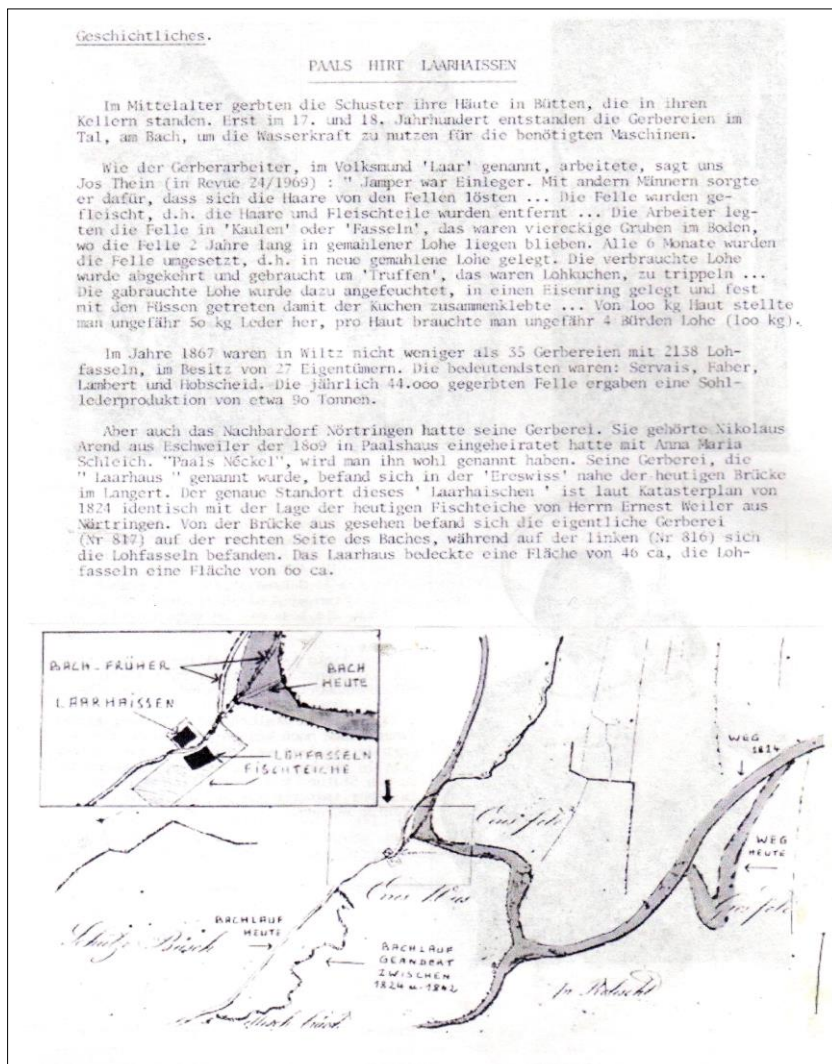 Geschichtliches.
PAALS HIRT LAARHAISSEN
Im Mittelalter gerbten die Schuster ihre Häute in Bütten, die in ihren
Kellern standen. Erst im 17. und 18. Jahrhundert entstanden die Gerbereien im
Tal, am Bach, um die Wasserkraft zu nutzen für die benötigten Maschinen.
Wie der Gerberarbeiter, im Volksmund 'Laar' genannt, arbeitete, sagt uns
Jos Thein (in Revue 24/1969) : " Jamper war Einleger. Mit andern Männern sorgte
er dafür, dass sich die Haare von den Fellen lösten ... Die Felle wurden ge-
fleischt, d.h. die Haare und Fleischteile wurden entfernt ... Die Arbeiter leg-
ten die Felle in 'Kaulen' oder 'Fasseln', das waren viereckige Gruben im Boden,
wo die Felle 2 Jahre lang in gemahlener Lohe liegen blieben. Alle 6 Monate wurden
die Felle umgesetzt, d.h. in neue gemahlene Lohe gelegt. Die verbrauchte Lohe
wurde abgekehrt und gebraucht um 'Truffen', das waren Lohkuchen, zu trippeln ...
Die gabrauchte Lohe wurde dazu angefeuchtet, in einen Eisenring gelegt und fest
mit den Füssen getreten damit der Kuchen zusammenklebte ... Von 1oo kg Haut stellte
man ungefähr 5o kg Leder her, pro Haut brauchte man ungefähr 4 Bürden Lohe (1oo kg).
Im Jahre 1867 waren in Wiltz nicht weniger als 35 Gerbereien mit 2138 Loh-
fasseln, im Besitz von 27 Eigentümern. Die bedeutendsten waren: Servais, Faber,
Lambert und Hobscheid. Die jährlich 44.ooo gegerbten Felle ergaben eine Sohl-
lederproduktion von etwa 9o Tonnen.
Aber auch das Nachbardorf Nörtringen hatte seine Gerberei. Sie gehörte Nikolaus
Arend aus Eschweiler der 18o9 in Paalshaus eingeheiratet hatte mit Anna Maria
Schleich. "Paals Néckel", wird man ihn wohl genannt haben. Seine Gerberei, die
" Laarhaus " genannt wurde, befand sich in der 'Ereswiss' nahe der heutigen Brücke
im Langert. Der genaue Standort dieses ' Laarhaischen ' ist laut Katasterplan von
1824 identisch mit der Lage der heutigen Fischteiche von Herrn Ernest Weiler aus
Nörtringen. Von der Brücke aus gesehen befand sich die eigentliche Gerberei
(Nr 817) auf der rechten Seite des Baches, während auf der linken (Nr 816) sich
die Lohfasseln befanden. Das Laarhaus bedeckte eine Fläche von 46 ca, die Loh-
fasseln eine Fläche von 6o ca.
BACH-FRÜHER
BACH
HEUTE
LAARHAISSEN
LOHFASSELN
FISCHTEICHE
WEG
1824
WEG
HEUTE
BACHLAUF
HEUTE
BACHLAUF
GEÄNDERT
ZWISCHEN
1824 u. 1842